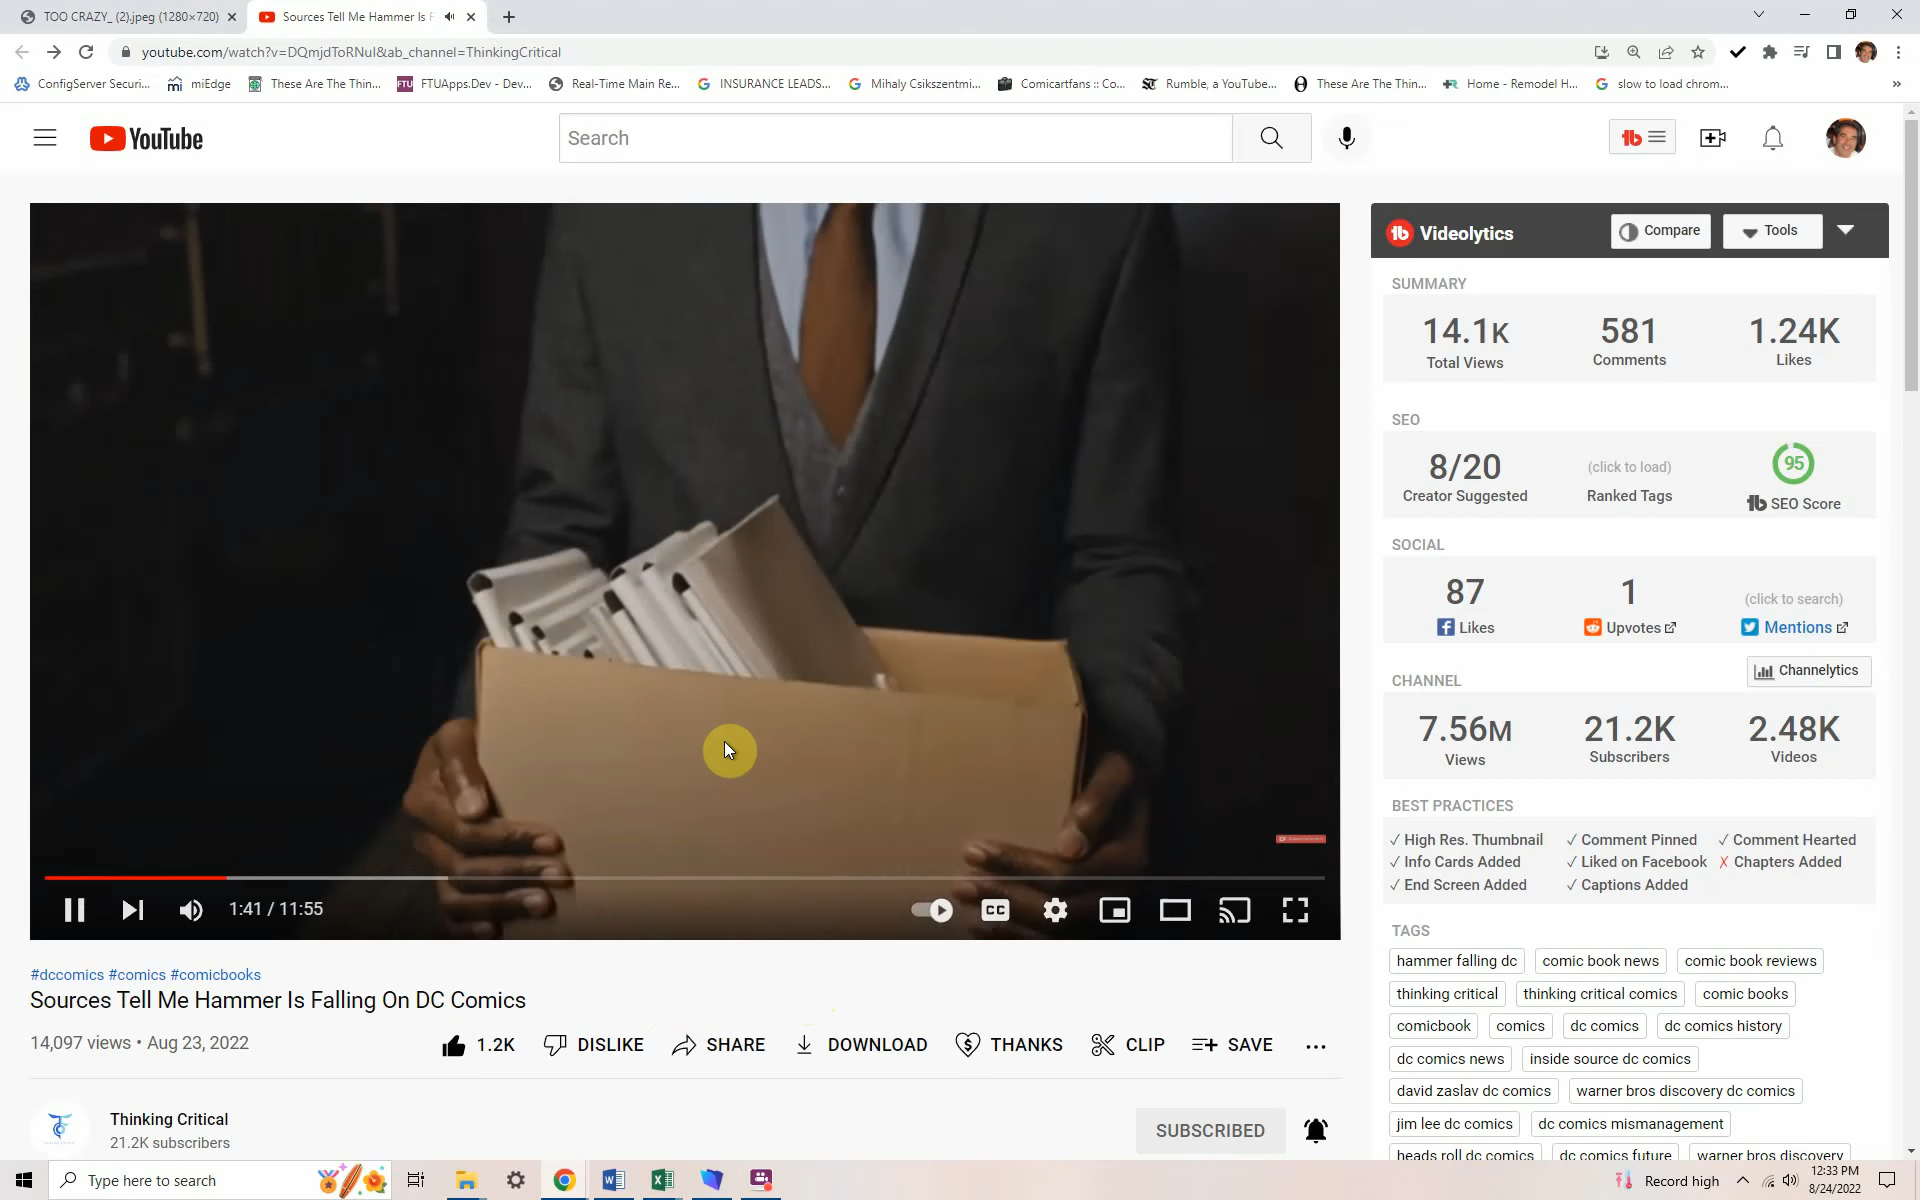 TOO CRAZY_ (2).jpeg (1280×720)
Sources Tell Me Hammer Is F
youtube.com/watch?v=DQmjdToRNuI&ab_channel=ThinkingCritical
ConfigServer Securi... miEdge These Are The Thin... FTU FTUApps.Dev - Dev... Real-Time Main Re... INSURANCE LEADS... Mihaly Csikszentmi... Comicartfans :: Co... Rumble, a YouTube... These Are The Thin... Home - Remodel H... slow to load chrom...
YouTube
Search
Videolytics
Compare
Tools
SUMMARY
14.1K 581 1.24K
Total Views Comments Likes
SEO
8/20 (click to load) 95
Creator Suggested Ranked Tags SEO Score
SOCIAL
87 1 (click to search)
Likes Upvotes Mentions
CHANNEL Channelytics
7.56M 21.2K 2.48K
Views Subscribers Videos
BEST PRACTICES
✓ High Res. Thumbnail ✓ Comment Pinned ✓ Comment Hearted
✓ Info Cards Added ✓ Liked on Facebook X Chapters Added
✓ End Screen Added ✓ Captions Added
TAGS
hammer falling dc comic book news comic book reviews
thinking critical thinking critical comics comic books
comicbook comics dc comics dc comics history
dc comics news inside source dc comics
david zaslav dc comics warner bros discovery dc comics
jim lee dc comics dc comics mismanagement
heads roll dc comics dc comics future warner bros discovery
1:41 / 11:55
CC
#dccomics #comics #comicbooks
Sources Tell Me Hammer Is Falling On DC Comics
14,097 views • Aug 23, 2022
1.2K DISLIKE SHARE DOWNLOAD THANKS CLIP SAVE
Thinking Critical
21.2K subscribers
SUBSCRIBED
Type here to search
Record high
12:33 PM
8/24/2022